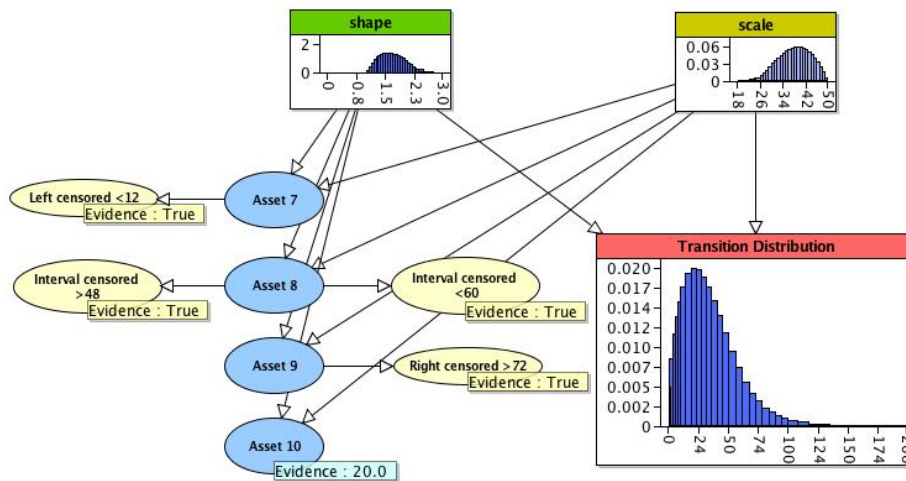 shape
2
0
0
0.8
1.5
2.3
3.0
scale
0.06
0.03
0
18
26
34
42
50
Left censored <12
Evidence : True
Asset 7
Interval censored
>48
Evidence : True
Asset 8
Interval censored
<60
Evidence : True
Asset 9
Right censored >72
Evidence : True
Asset 10
Evidence : 20.0
Transition Distribution
0.020
0.017
0.014
0.012
0.010
0.007
0.005
0.002
0
0
24
50
74
100
124
150
174